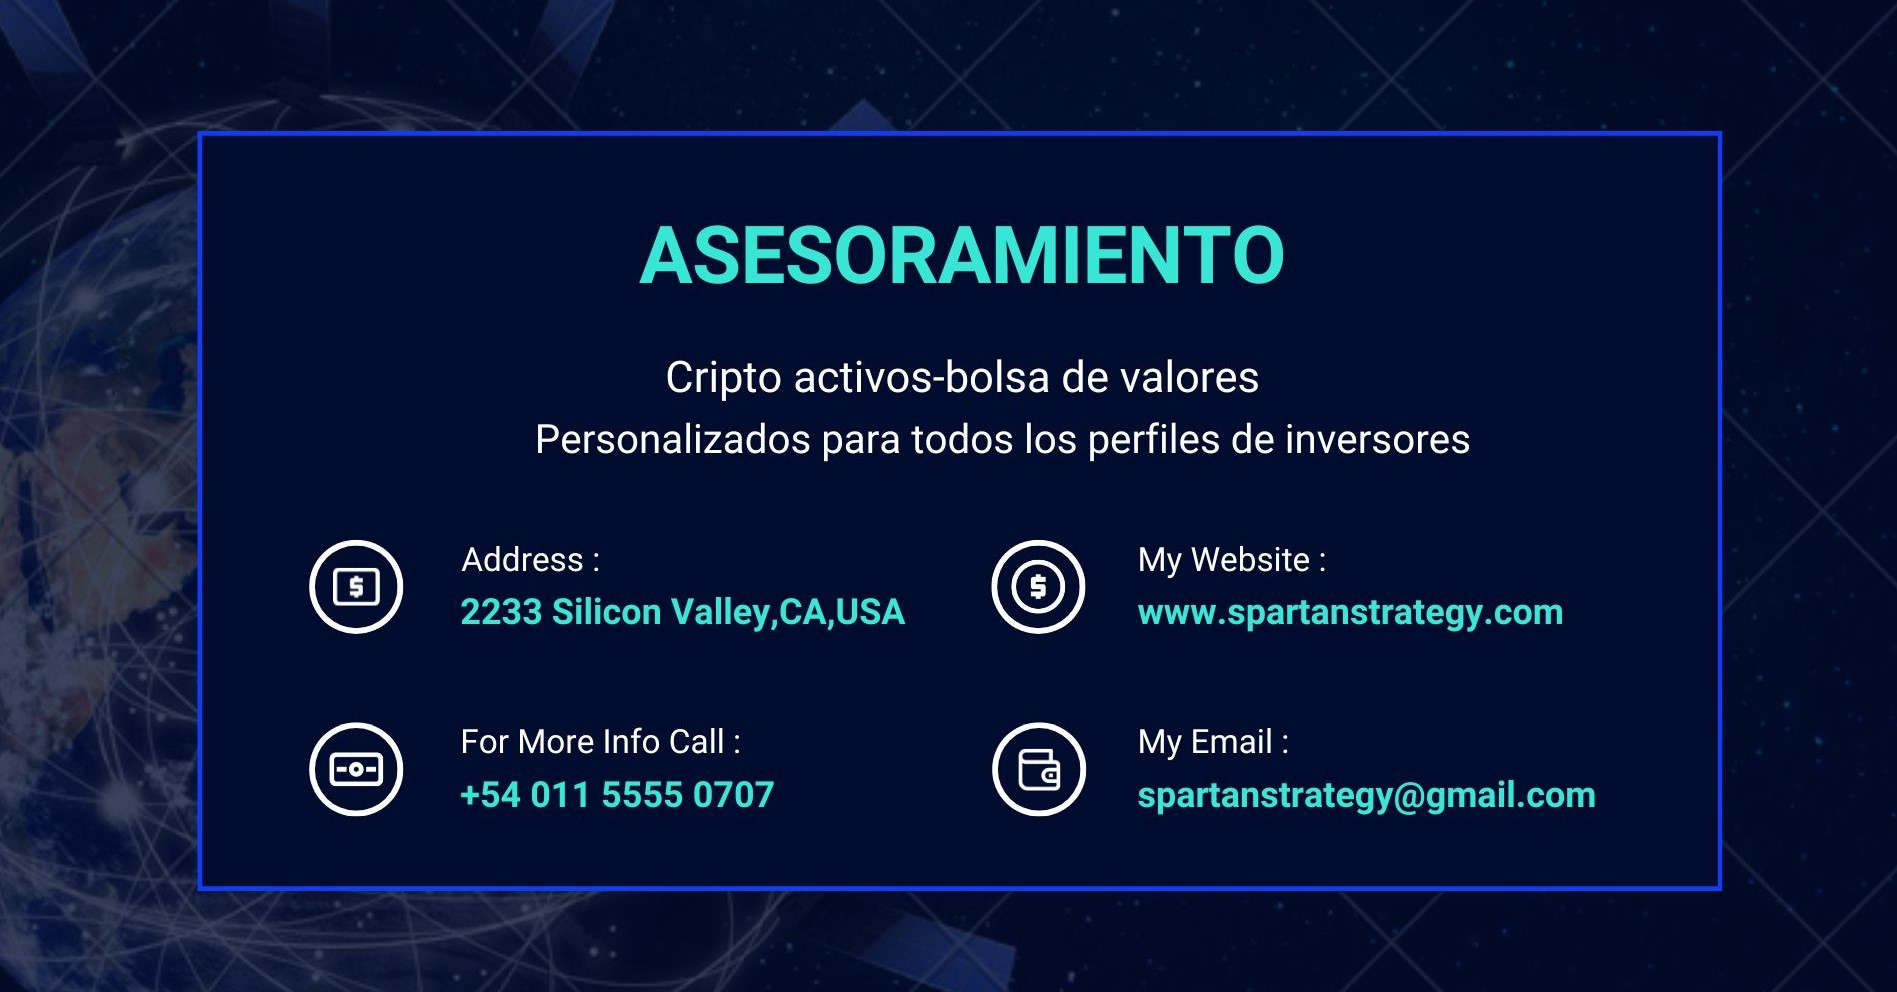 ASESORAMIENTO
Cripto activos-bolsa de valores
Personalizados para todos los perfiles de inversores
Address :
2233 Silicon Valley,CA,USA
My Website :
www.spartanstrategy.com
For More Info Call :
+54 011 5555 0707
My Email :
spartanstrategy@gmail.com